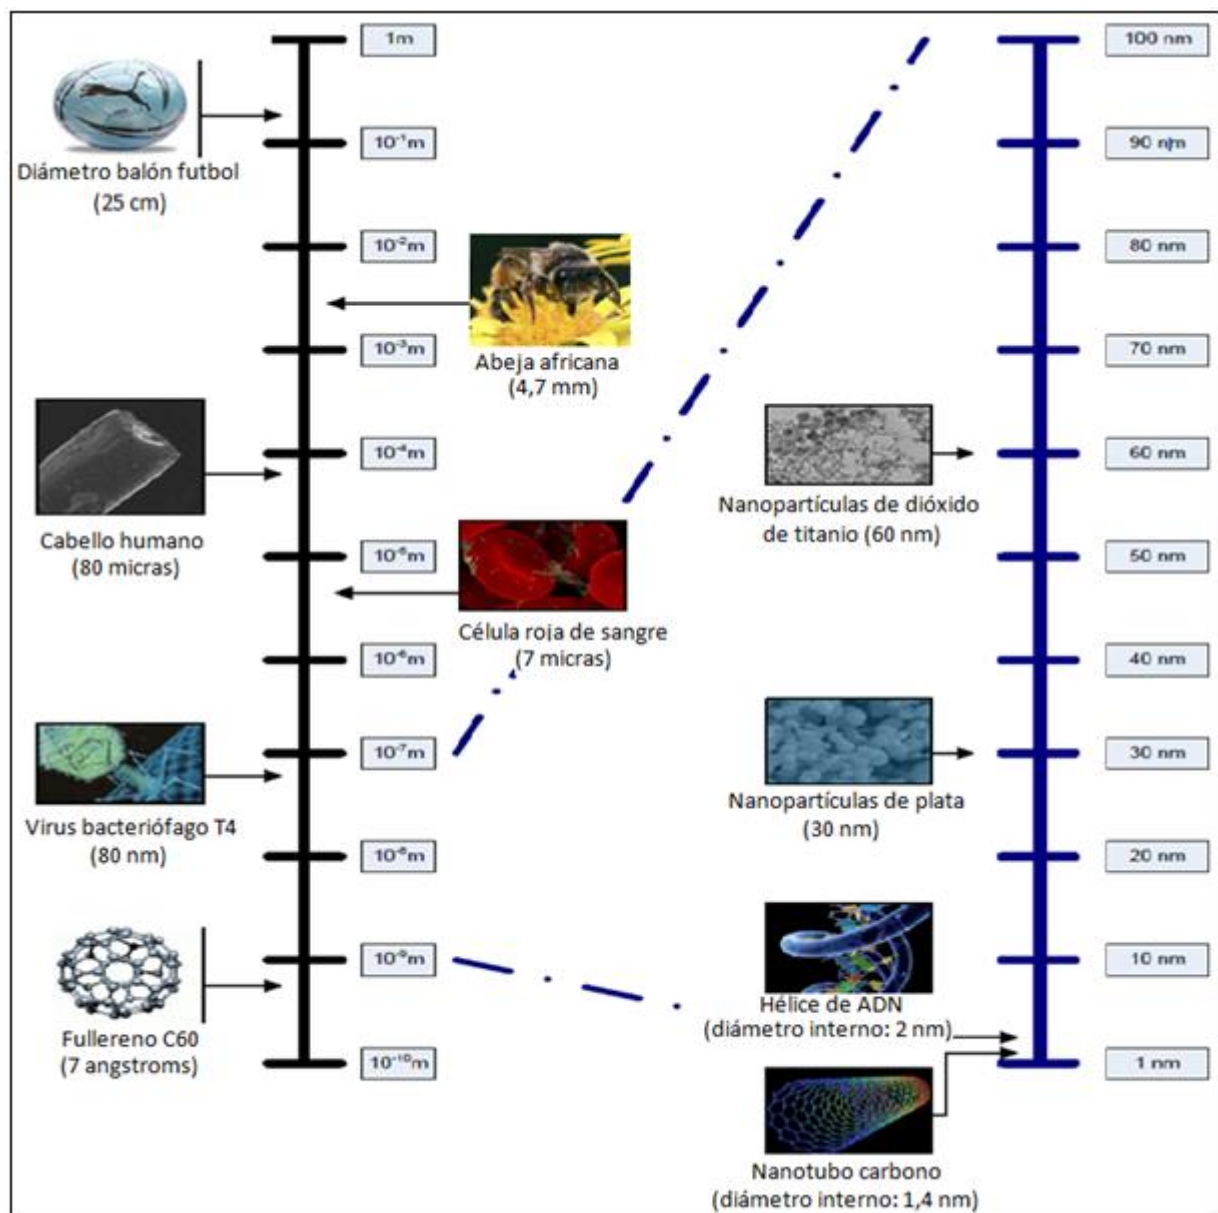 1m
100 nm
Diámetro balón futbol
(25 cm)
10⁻¹m
90 nm
10⁻²m
80 nm
Abeja africana
(4,7 mm)
10⁻³m
70 nm
Cabello humano
(80 micras)
10⁻⁴m
60 nm
Nanopartículas de dióxido
de titanio (60 nm)
10⁻⁵m
50 nm
Célula roja de sangre
(7 micras)
10⁻⁶m
40 nm
Virus bacteriófago T4
(80 nm)
10⁻⁷m
30 nm
Nanopartículas de plata
(30 nm)
10⁻⁸m
20 nm
10⁻⁹m
10 nm
Hélice de ADN
(diámetro interno: 2 nm)
Fullereno C60
(7 angstroms)
10⁻¹⁰m
1 nm
Nanotubo carbono
(diámetro interno: 1,4 nm)